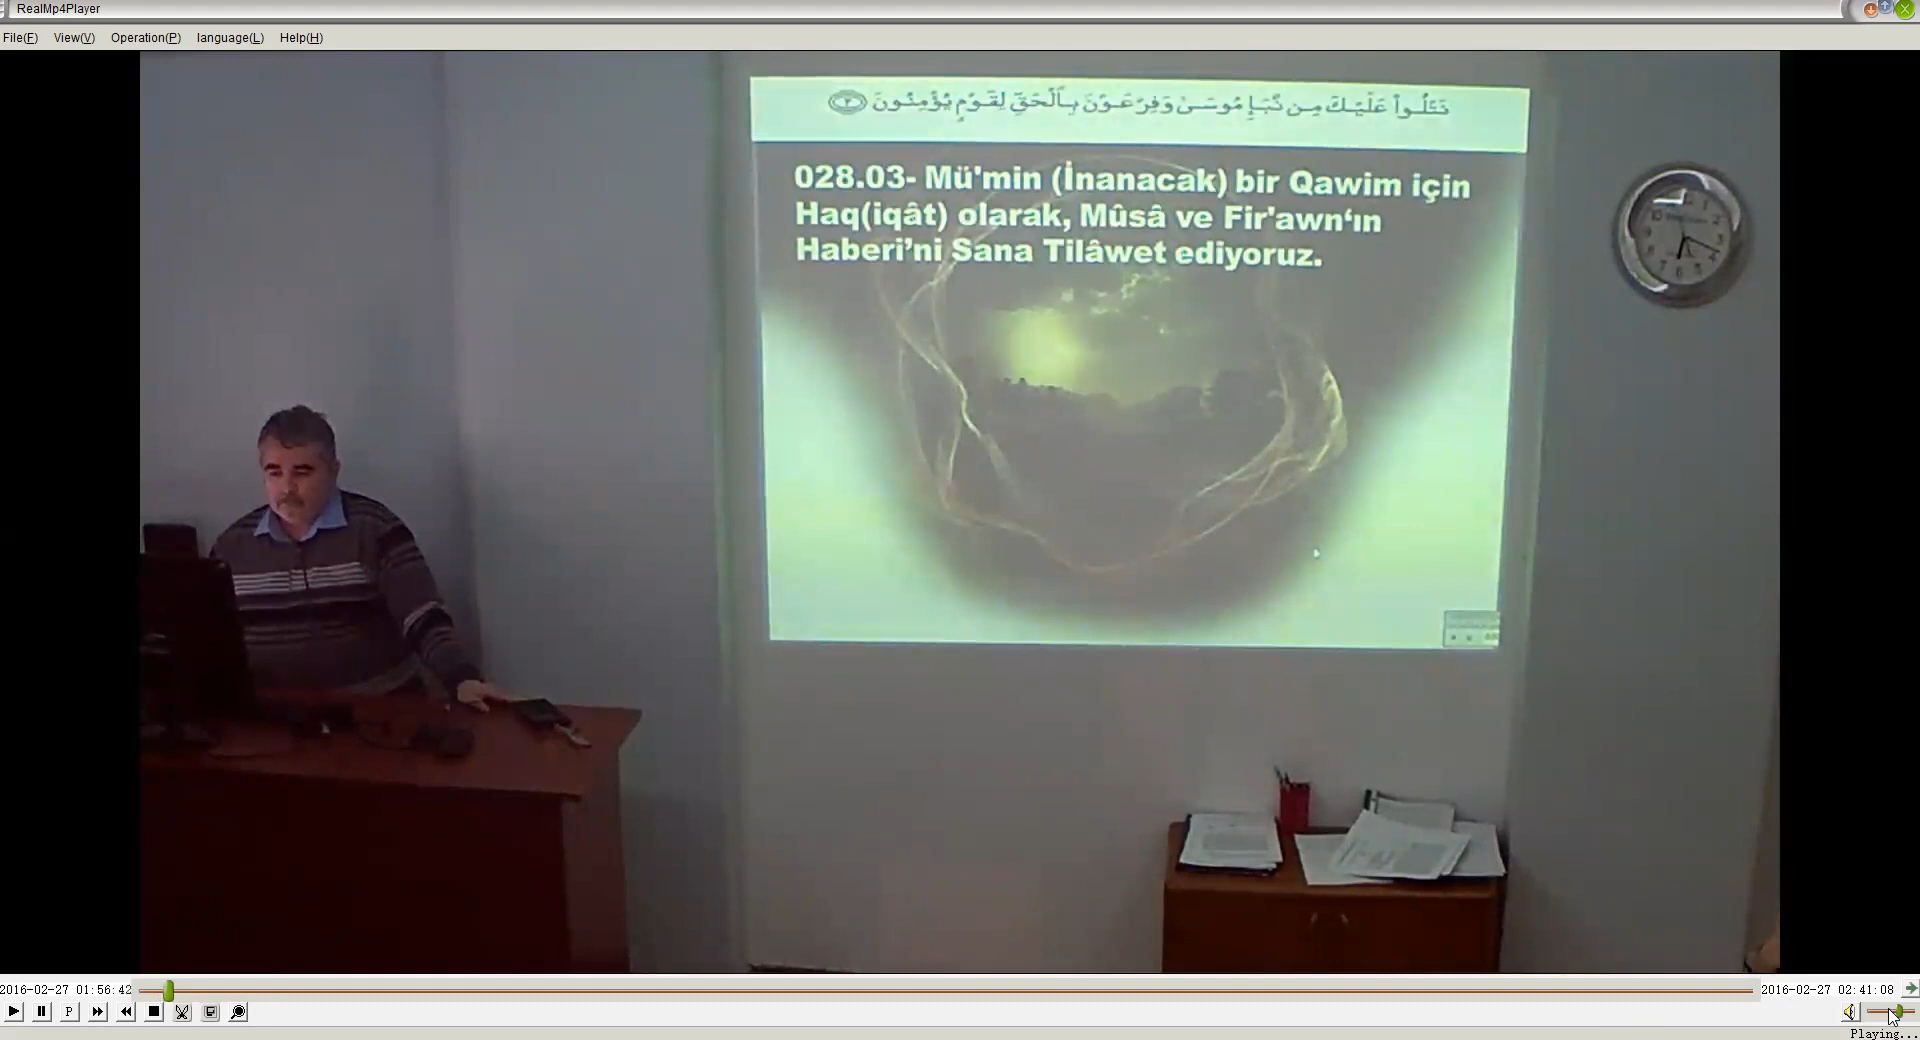 RealMp4Player
File(F) View(V) Operation(P) language(L) Help(H)
نَتْلُوا۟ عَلَيْكَ مِن نَّبَإِ مُوسَىٰ وَفِرْعَوْنَ بِٱلْحَقِّ لِقَوْمٍ يُؤْمِنُونَ ﴿٣﴾
028.03- Mü'min (İnanacak) bir Qawim için
Haq(iqât) olarak, Mûsâ ve Fir'awn‘ın
Haberi’ni Sana Tilâwet ediyoruz.
2016-02-27 01:56:42
2016-02-27 02:41:08
P
Playing...